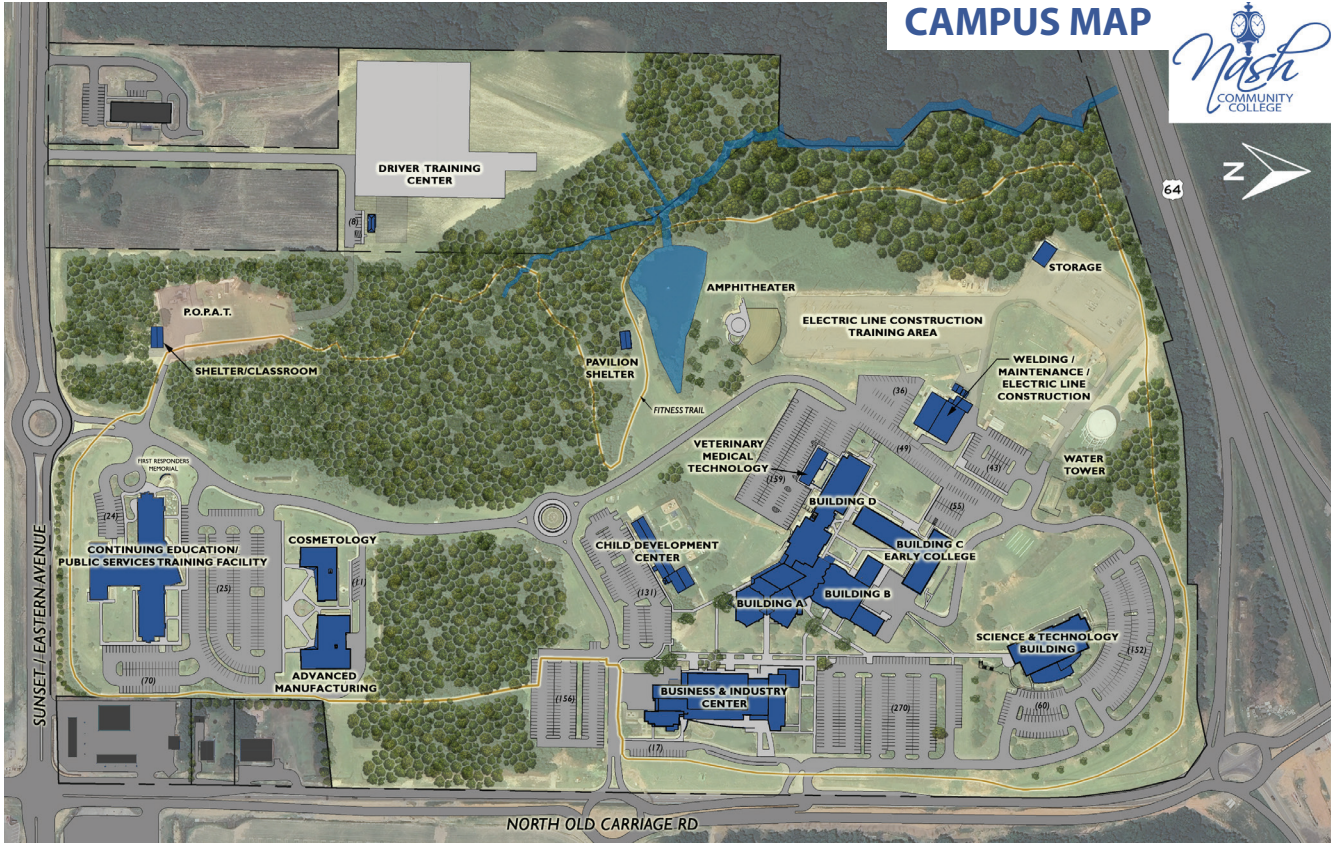 CAMPUS MAP
Nash
COMMUNITY
COLLEGE
N
64
DRIVER TRAINING
CENTER
(8)
STORAGE
AMPHITHEATER
P.O.P.A.T.
ELECTRIC LINE CONSTRUCTION
TRAINING AREA
SHELTER/CLASSROOM
PAVILION
SHELTER
WELDING /
MAINTENANCE /
ELECTRIC LINE
CONSTRUCTION
FITNESS TRAIL
(36)
(49)
(43)
VETERINARY
MEDICAL
TECHNOLOGY
WATER
TOWER
FIRST RESPONDERS
MEMORIAL
(159)
BUILDING D
(55)
(24)
COSMETOLOGY
CONTINUING EDUCATION/
PUBLIC SERVICES TRAINING FACILITY
CHILD DEVELOPMENT
CENTER
BUILDING C
EARLY COLLEGE
(11)
(25)
(131)
BUILDING A
BUILDING B
SCIENCE & TECHNOLOGY
BUILDING
(152)
ADVANCED
MANUFACTURING
(70)
(156)
BUSINESS & INDUSTRY
CENTER
(270)
(60)
(17)
SUNSET / EASTERN AVENUE
NORTH OLD CARRIAGE RD